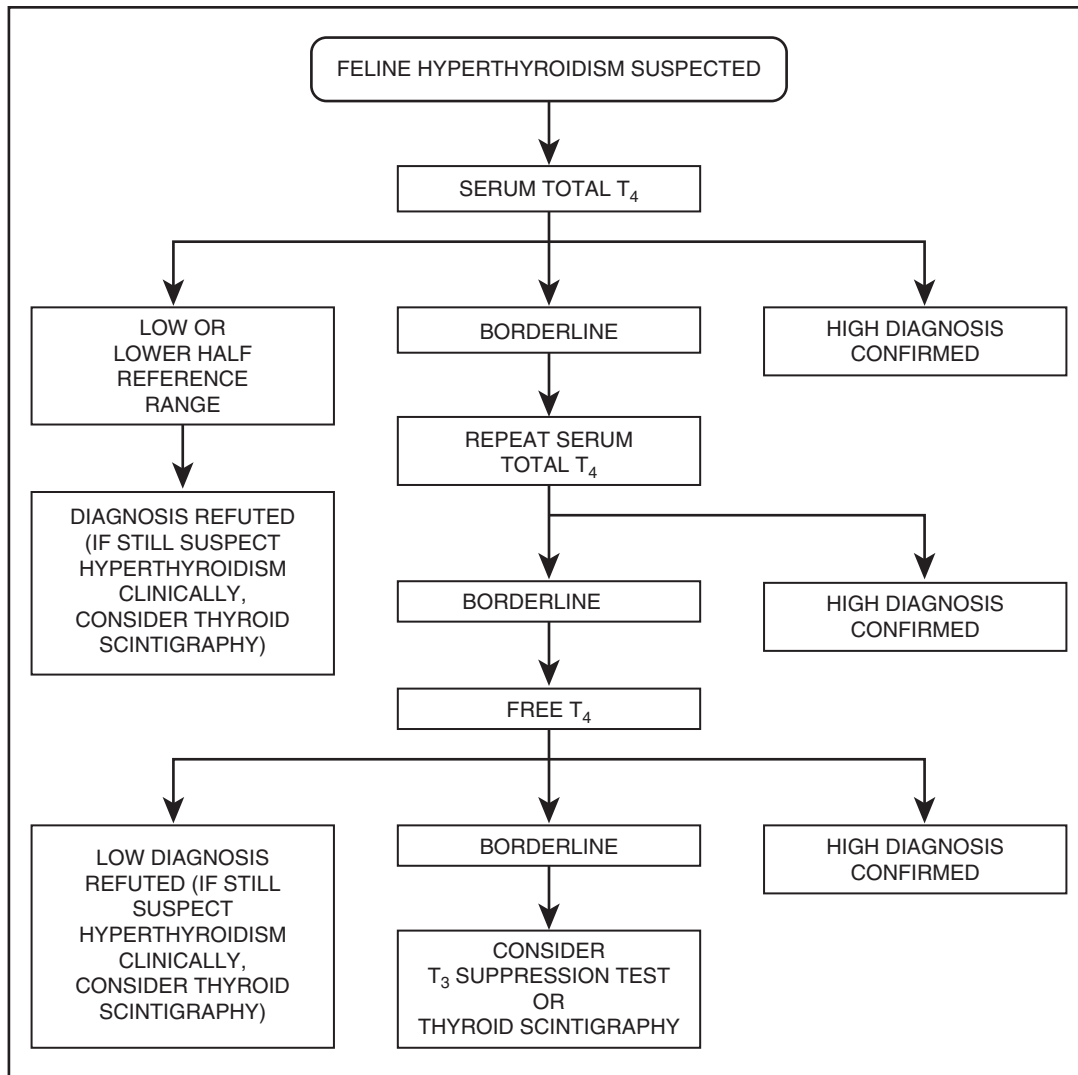 FELINE HYPERTHYROIDISM SUSPECTED
SERUM TOTAL T4
LOW OR
LOWER HALF
REFERENCE
RANGE
BORDERLINE
HIGH DIAGNOSIS
CONFIRMED
REPEAT SERUM
TOTAL T4
DIAGNOSIS REFUTED
(IF STILL SUSPECT
HYPERTHYROIDISM
CLINICALLY,
CONSIDER THYROID
SCINTIGRAPHY)
BORDERLINE
HIGH DIAGNOSIS
CONFIRMED
FREE T4
LOW DIAGNOSIS
REFUTED (IF STILL
SUSPECT
HYPERTHYROIDISM
CLINICALLY,
CONSIDER THYROID
SCINTIGRAPHY)
BORDERLINE
HIGH DIAGNOSIS
CONFIRMED
CONSIDER
T3 SUPPRESSION TEST
OR
THYROID SCINTIGRAPHY